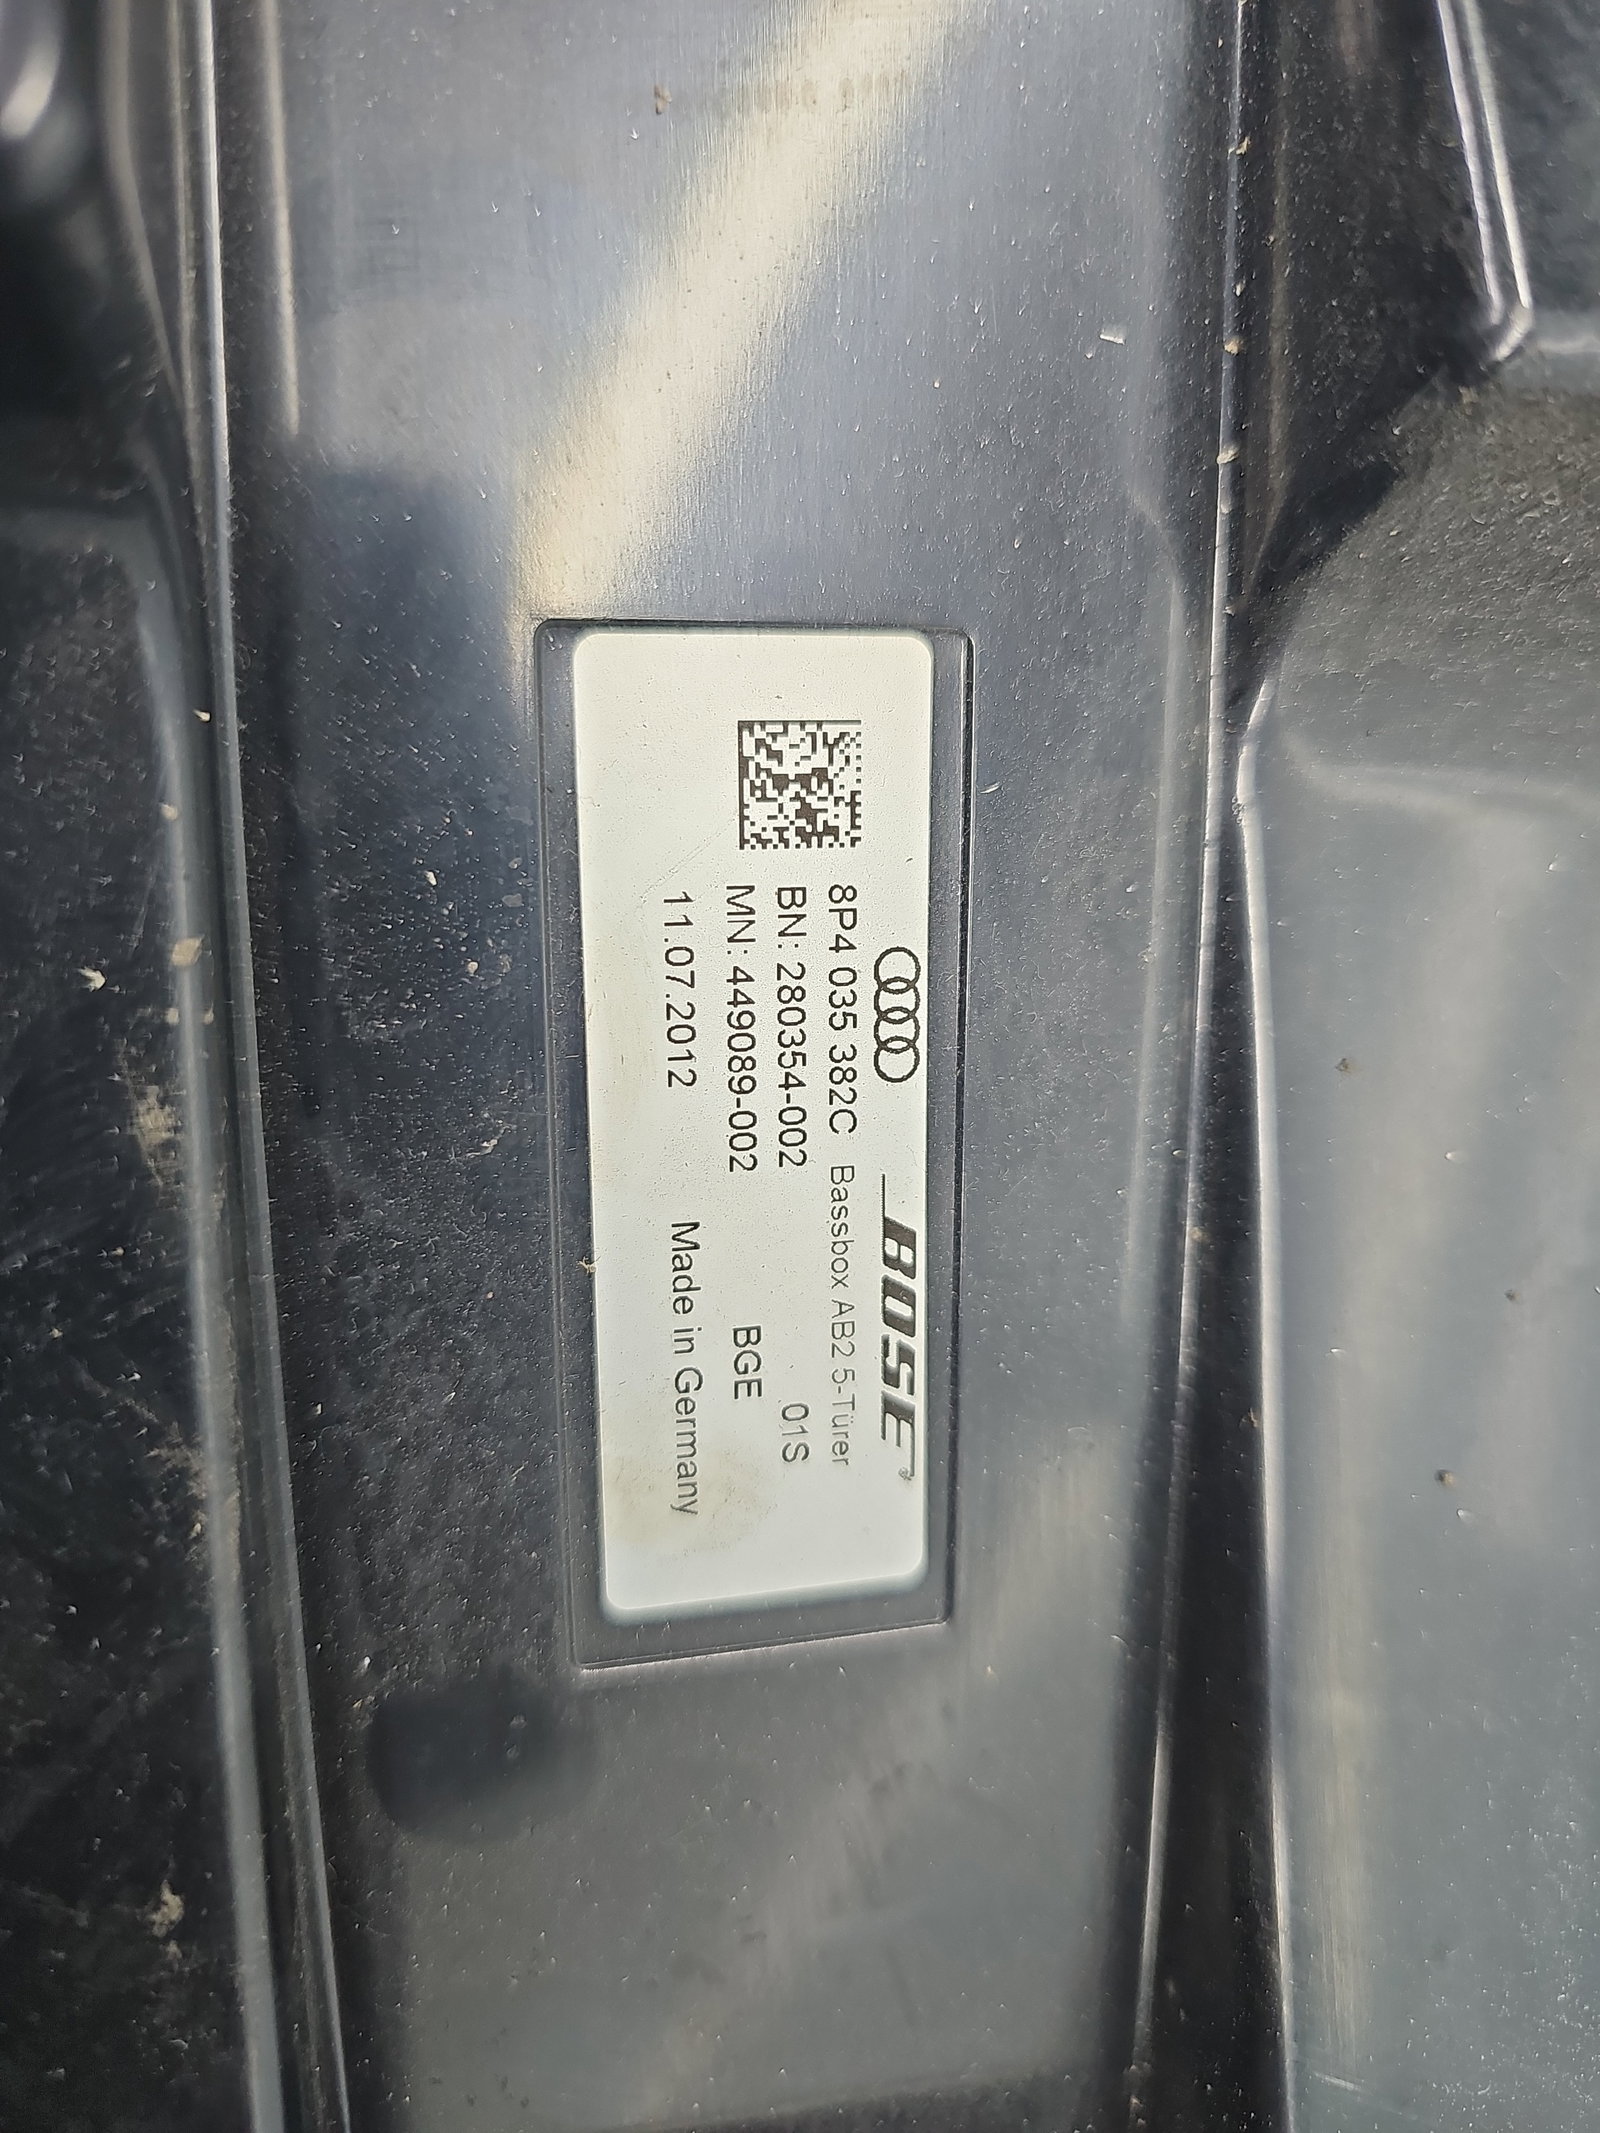 BOSE
8P4 035 382C Bassbox AB2 5-Türer
BN: 280354-002 01S
MN: 449089-002 BGE
11.07.2012 Made in Germany